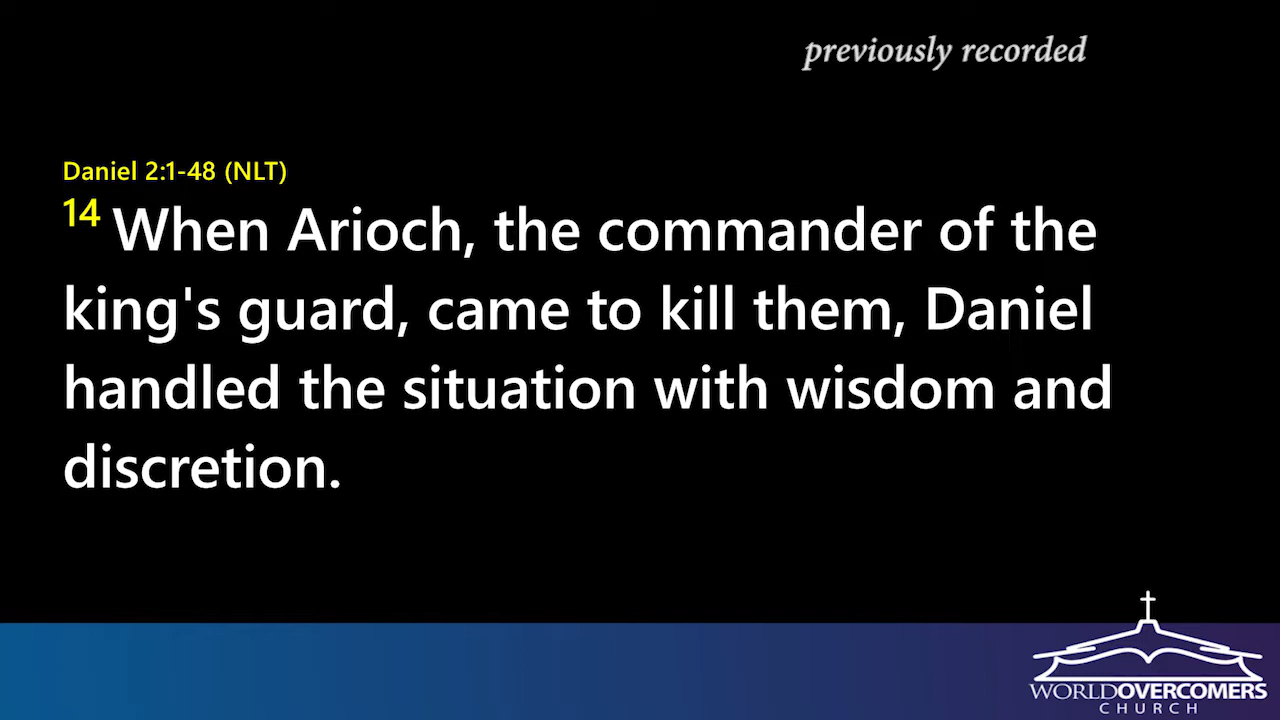 previously recorded
Daniel 2:1-48 (NLT)
14 When Arioch, the commander of the
king's guard, came to kill them, Daniel
handled the situation with wisdom and
discretion.
WORLDOVERCOMERS
CHURCH